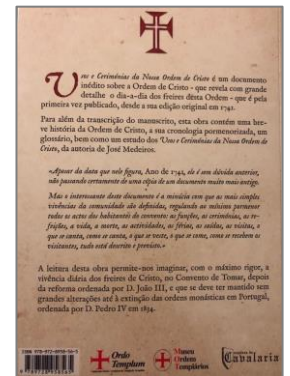 Usos e Cerimónias da Nossa Ordem de Cristo é um documento
inédito sobre a Ordem de Cristo - que revela com grande
detalhe o dia-a-dia dos freires désta Ordem - que é pela
primeira vez publicado, desde a sua edição original em 1742.
Para além da transcrição do manuscrito, esta obra contém uma bre-
ve história da Ordem de Cristo, a sua cronologia pormenorizada, um
glossário, bem como um estudo dos "Usos e Cerimónias da Nossa Ordem de
Cristo, da autoria de José Medeiros.
«Apesar da data que nele figura, Ano de 1742, ele é sem dúvida anterior,
não passando certamente de uma cópia de um documento muito mais antigo.
Mas o interessante deste documento é a minúcia com que as mais simples
vivências da comunidade são definidas, regulando ao mínimo pormenor
todos os actos dos habitantes do convento: as funções, as cerimónias, as re-
feições, a vida, a morte, as actividades, as férias, as saídas, as visitas, o
que se canta, como se canta, o que se veste, o que se come, como se recebem os
visitantes, tudo está descrito e previsto.»
A leitura desta obra permite-nos imaginar, com o máximo rigor, a
vivência diária dos freires de Cristo, no Convento de Tomar, depois
da reforma ordenada por D. João III, e que se deve ter mantido sem
grandes alterações até à extinção das ordens monásticas em Portugal,
ordenada por D. Pedro IV em 1834.
Ordo
Templum
Museu
Ordem
Templários
Cavalaria